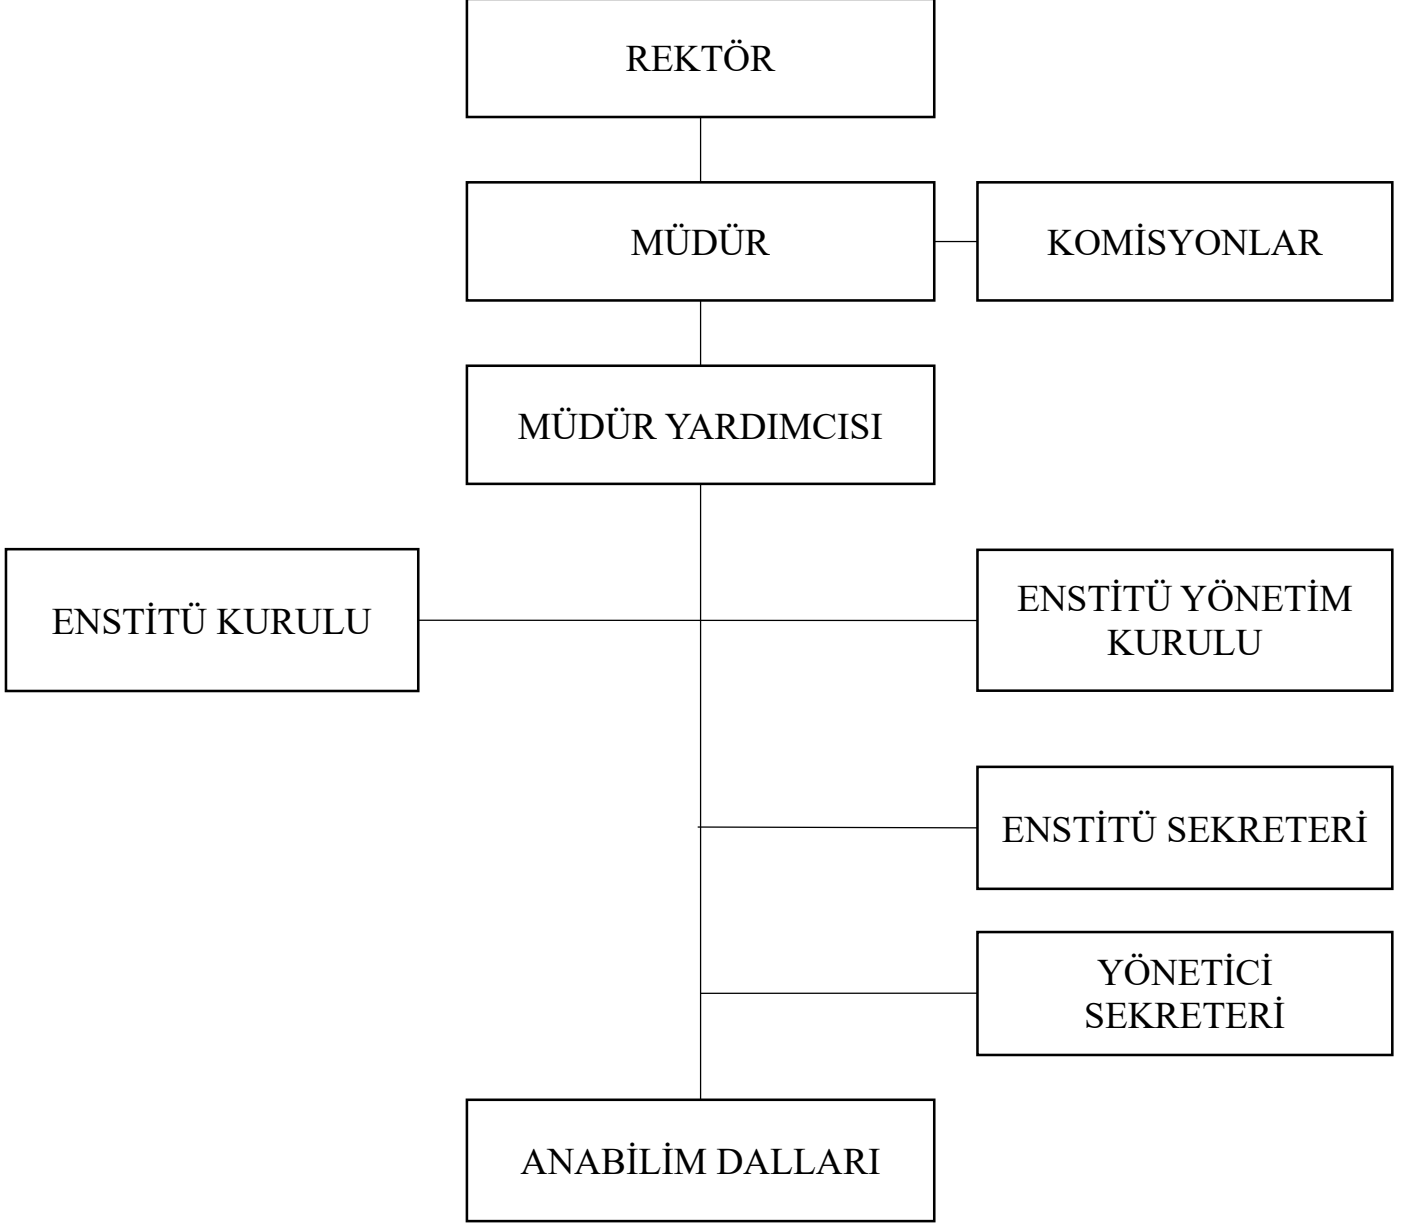 REKTÖR
MÜDÜR
KOMİSYONLAR
MÜDÜR YARDIMCISI
ENSTİTÜ KURULU
ENSTİTÜ YÖNETİM
KURULU
ENSTİTÜ SEKRETERİ
YÖNETİCİ
SEKRETERİ
ANABİLİM DALLARI